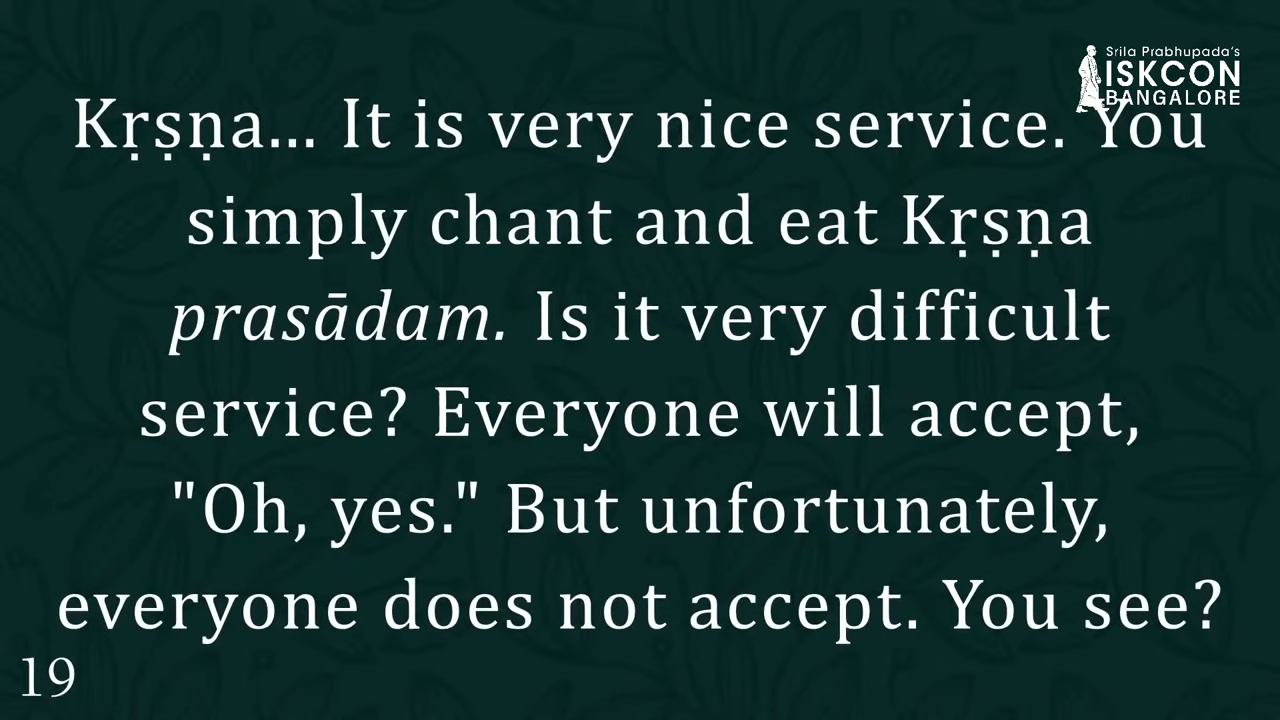 Srila Prabhupada's
ISKCON
BANGALORE
Kṛṣṇa... It is very nice service. You
simply chant and eat Kṛṣṇa
prasādam. Is it very difficult
service? Everyone will accept,
"Oh, yes." But unfortunately,
everyone does not accept. You see?
19